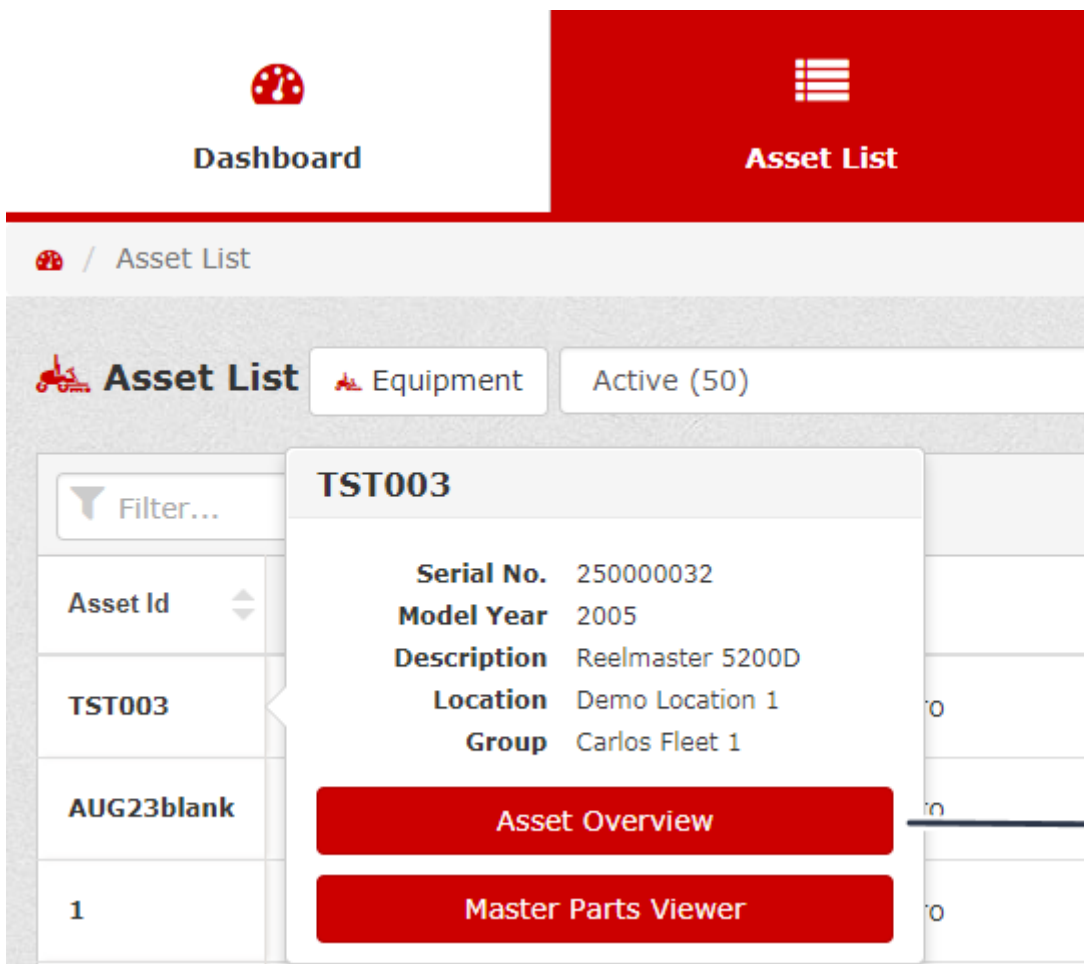 Dashboard
Asset List
/ Asset List
Asset List
Equipment
Active (50)
Filter...
TST003
Serial No. 250000032
Model Year 2005
Description Reelmaster 5200D
Location Demo Location 1
Group Carlos Fleet 1
Asset Overview
Master Parts Viewer
Asset Id
TST003
AUG23blank
1